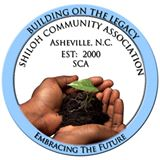 BUILDING ON THE LEGACY
SHILOH COMMUNITY ASSOCIATION
ASHEVILLE, N.C.
EST: 2000
SCA
EMBRACING THE FUTURE